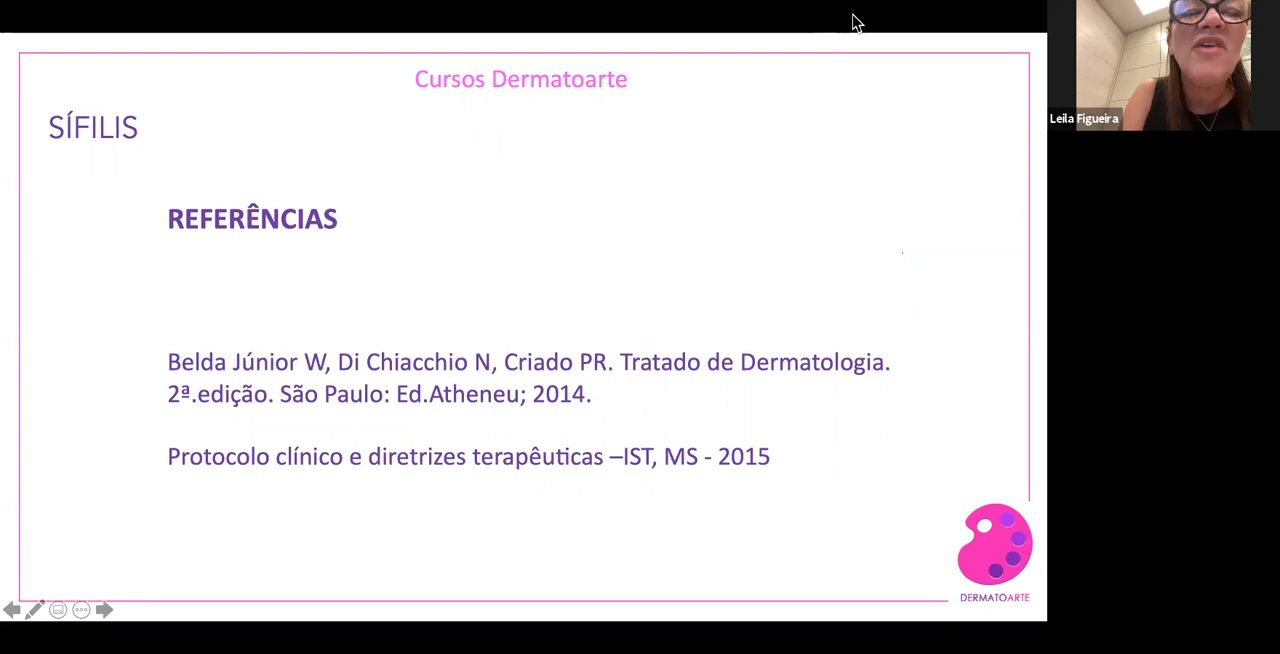 Cursos Dermatoarte
Leila Figueira
SÍFILIS
REFERÊNCIAS
Belda Júnior W, Di Chiacchio N, Criado PR. Tratado de Dermatologia.
2ª.edição. São Paulo: Ed.Atheneu; 2014.
Protocolo clínico e diretrizes terapêuticas –IST, MS - 2015
DERMATOARTE